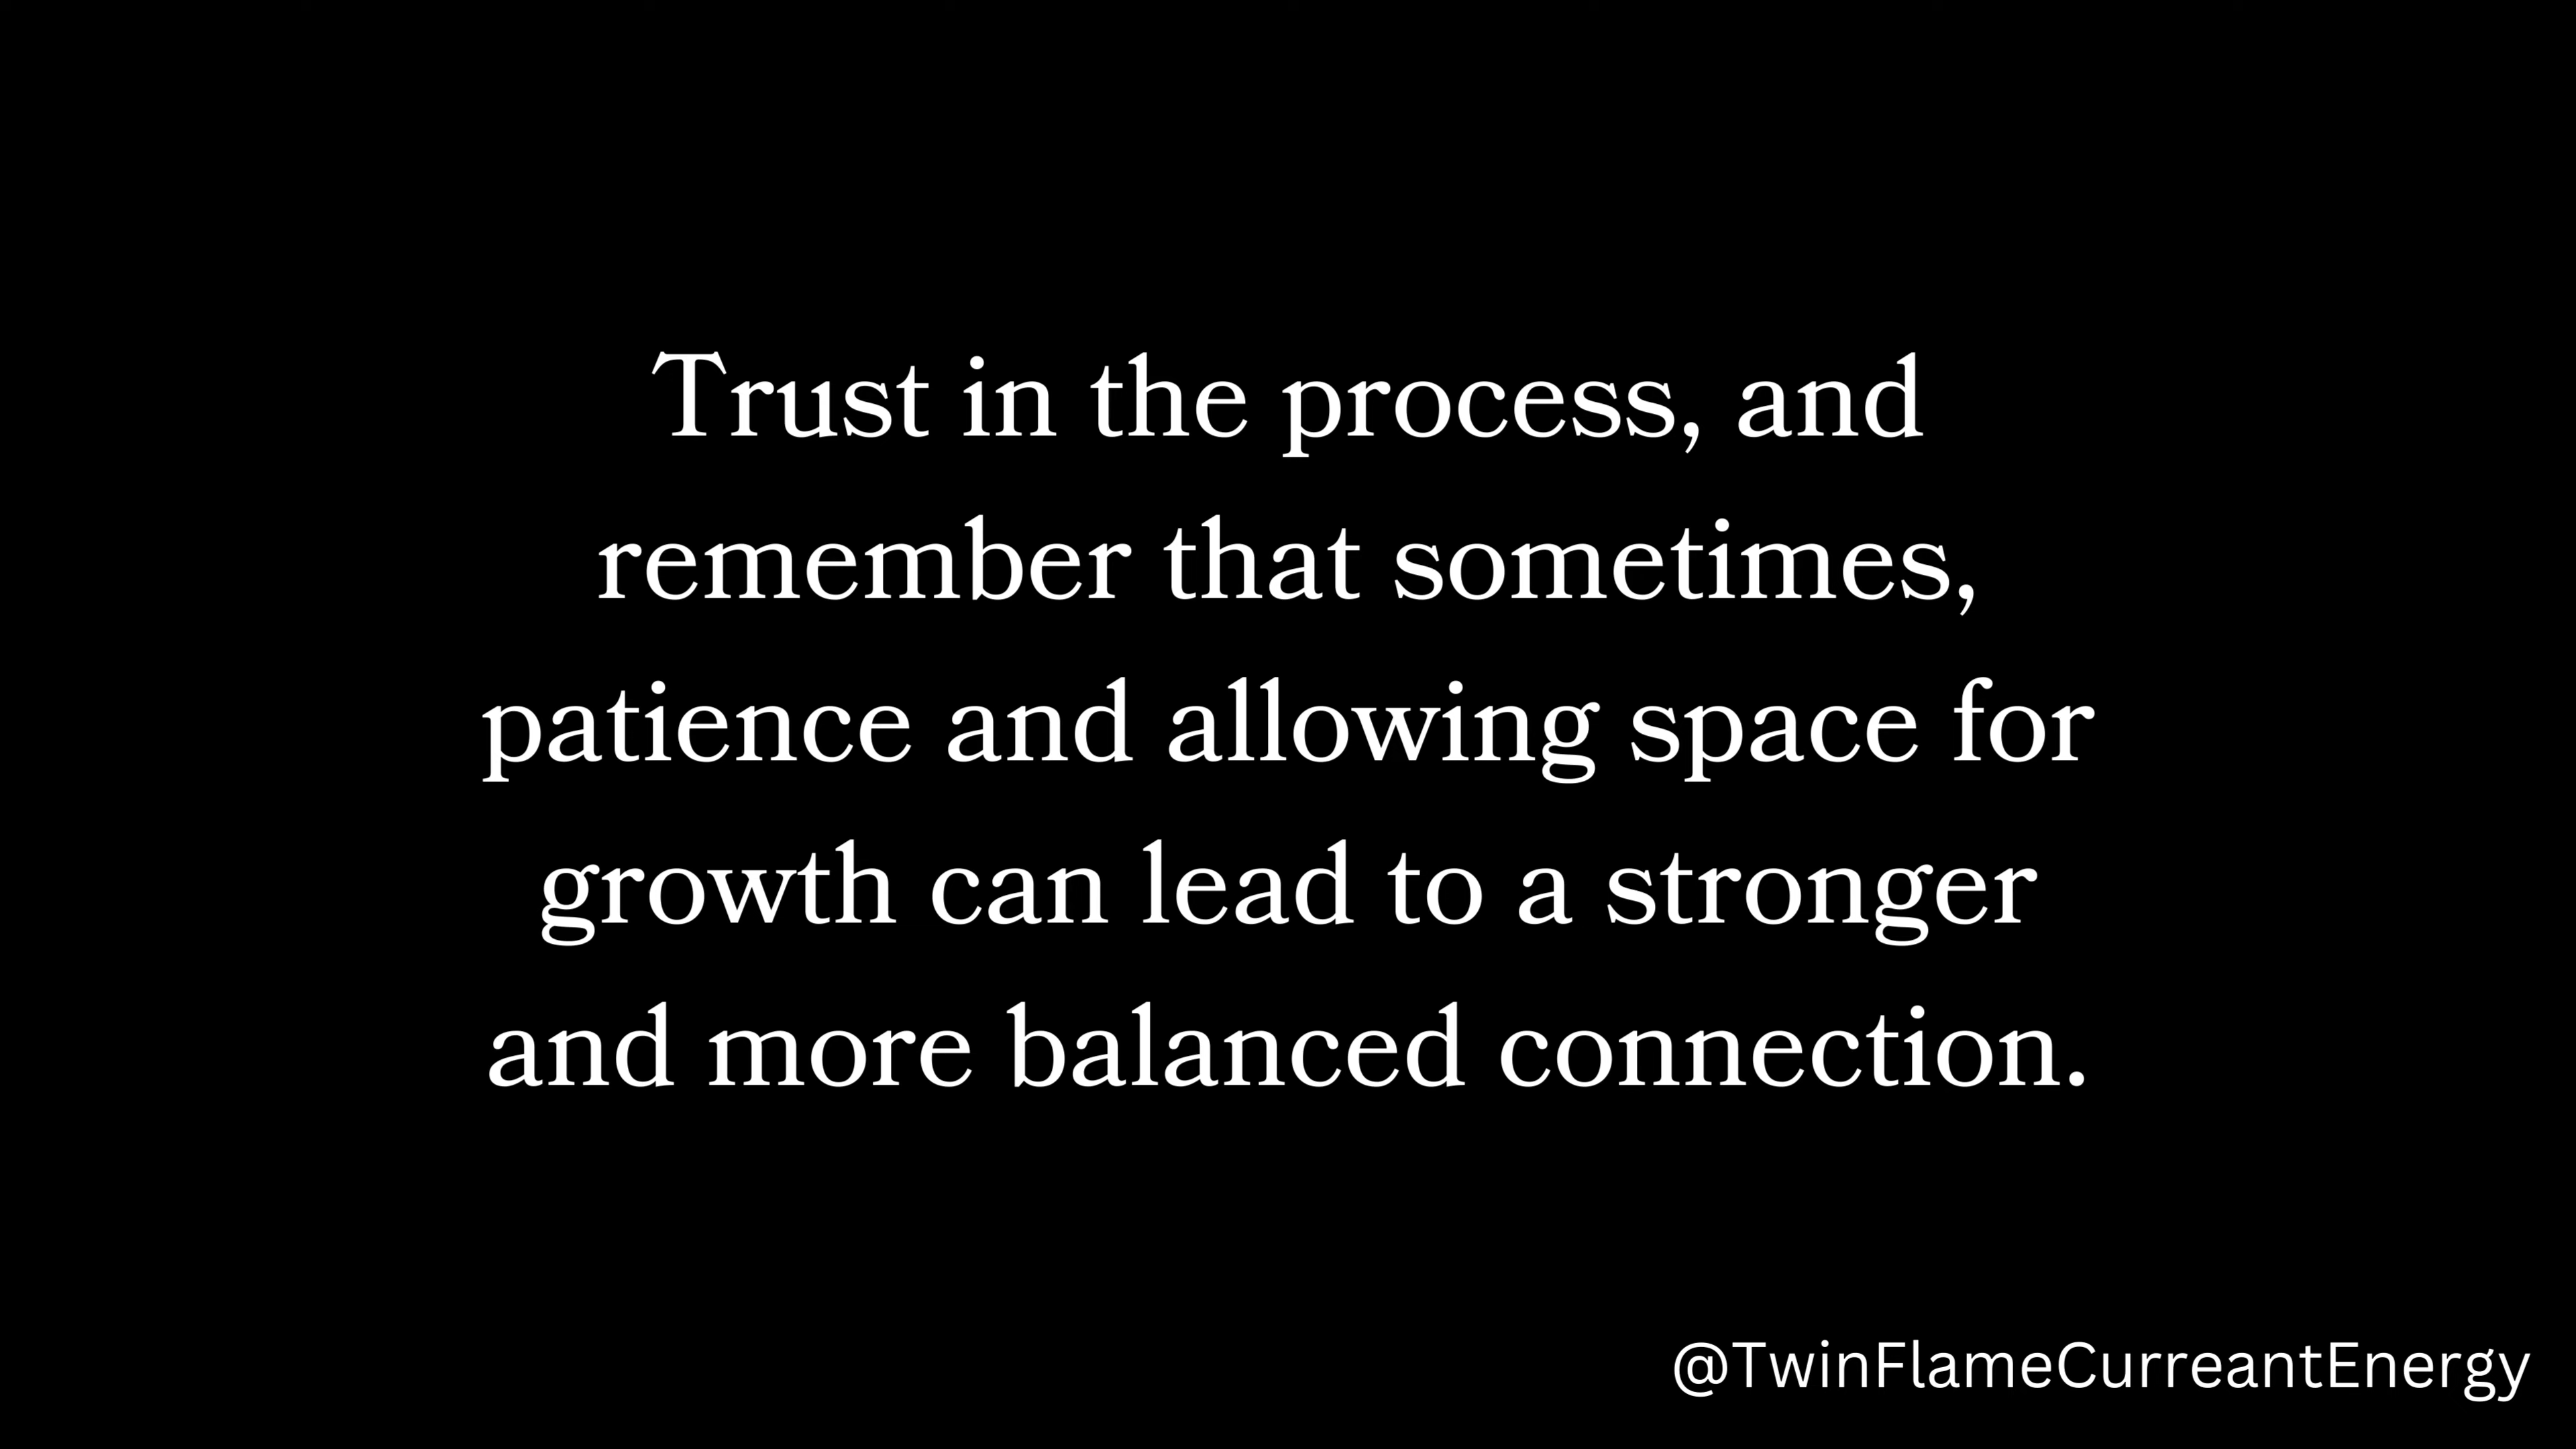 Trust in the process, and
remember that sometimes,
patience and allowing space for
growth can lead to a stronger
and more balanced connection.
@TwinFlameCurreantEnergy